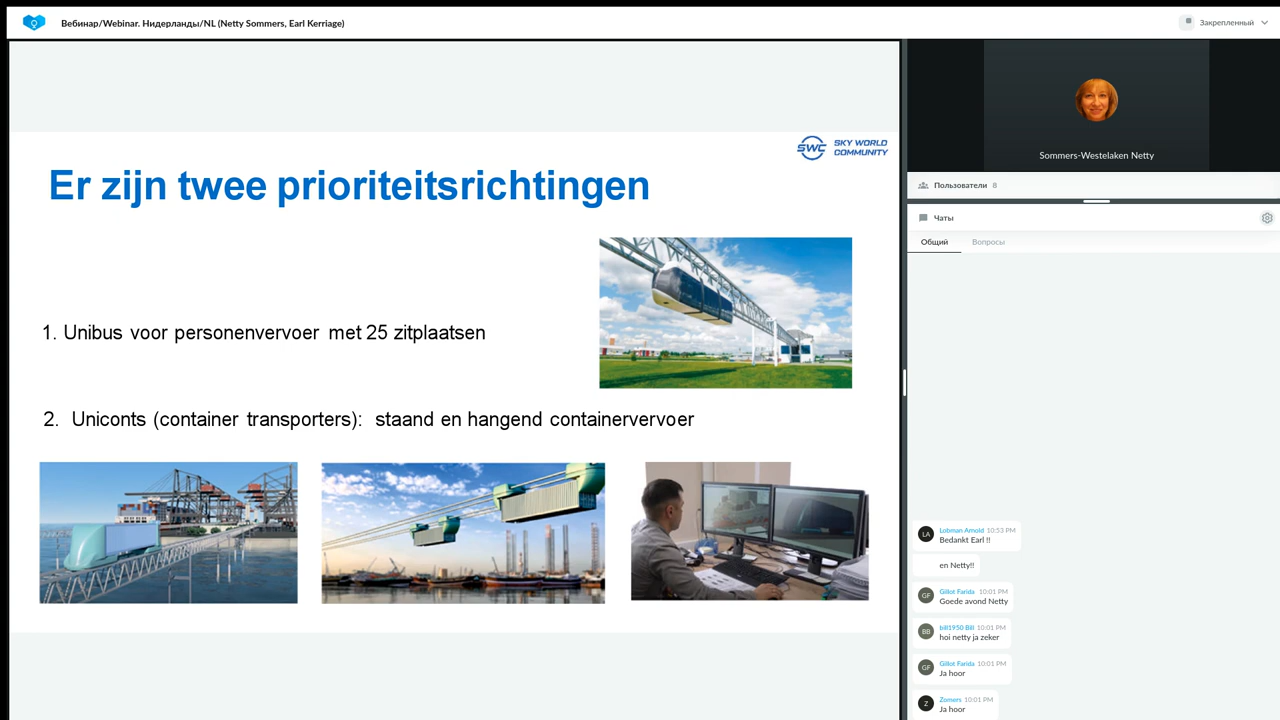 Вебинар/Webinar. Нидерланды/NL (Netty Sommers, Earl Kerriage)
Закрепленный
SWC SKY WORLD
COMMUNITY
Er zijn twee prioriteitsrichtingen
1. Unibus voor personenvervoer met 25 zitplaatsen
2. Uniconts (container transporters): staand en hangend containervervoer
Sommers-Westelaken Netty
Пользователи 8
Чаты
Общий Вопросы
LA Lobman Arnold 10:53 PM
Bedankt Earl !!
en Netty!!
GF Gillot Farida 10:01 PM
Goede avond Netty
BB bill1950 Bill 10:01 PM
hoi netty ja zeker
GF Gillot Farida 10:01 PM
Ja hoor
Z Zomers 10:01 PM
Ja hoor